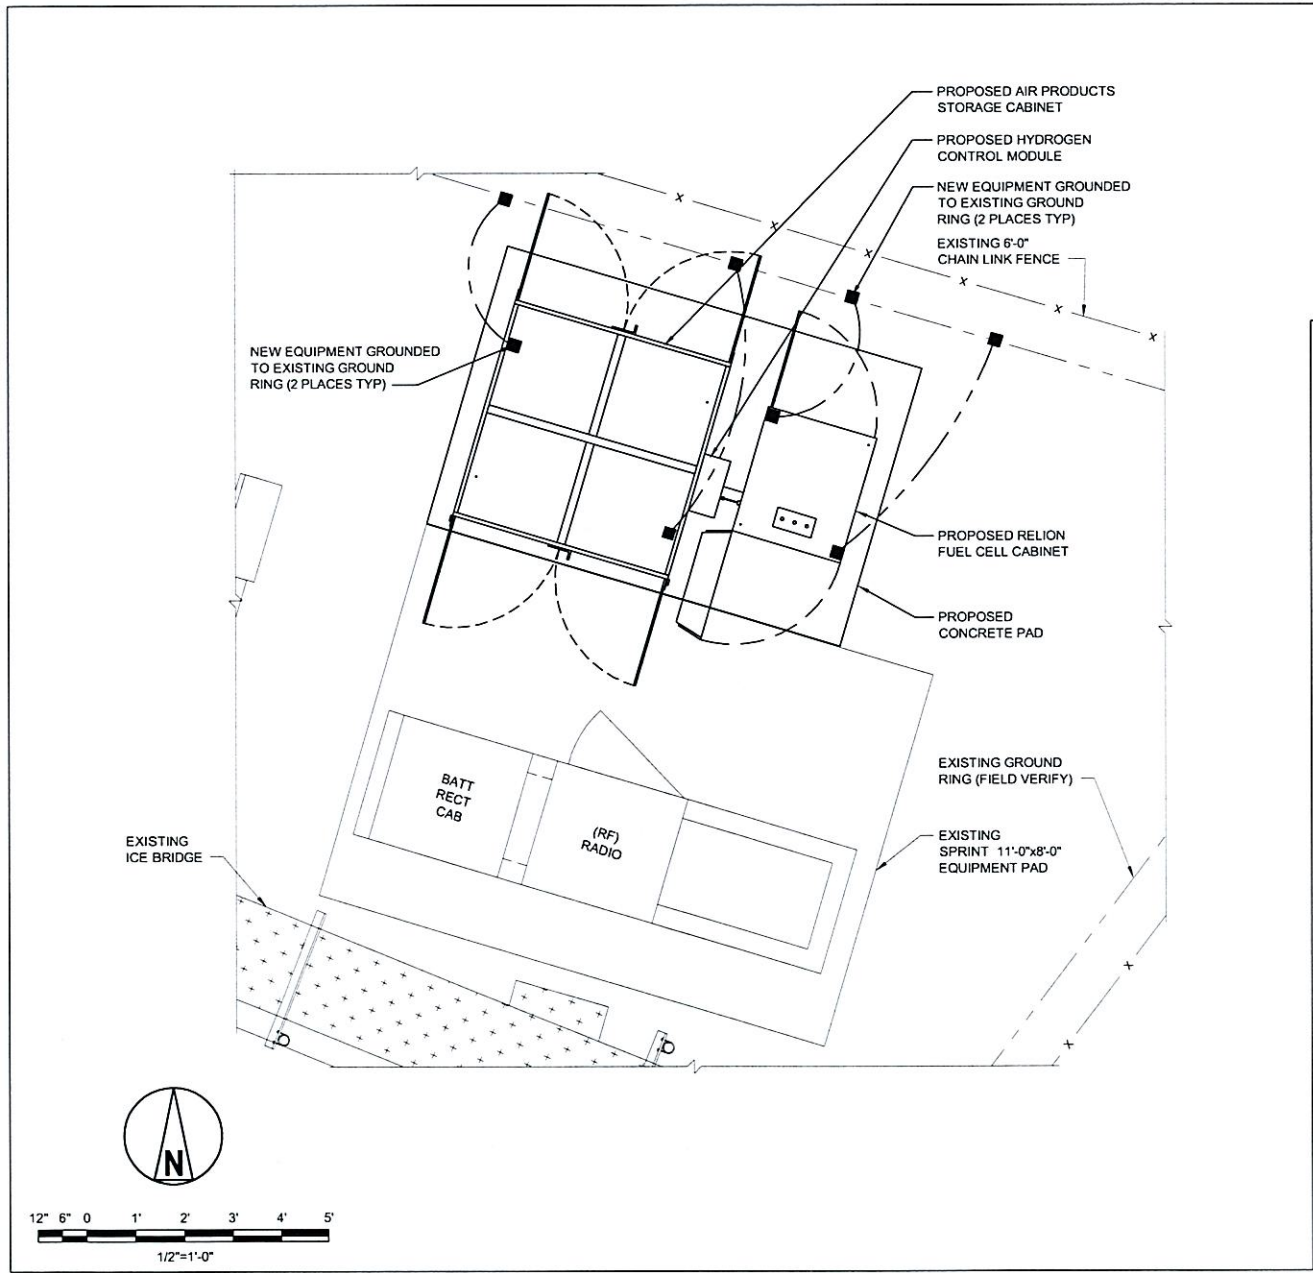 PROPOSED AIR PRODUCTS
STORAGE CABINET
PROPOSED HYDROGEN
CONTROL MODULE
NEW EQUIPMENT GROUNDED
TO EXISTING GROUND
RING (2 PLACES TYP)
EXISTING 6'-0"
CHAIN LINK FENCE
NEW EQUIPMENT GROUNDED
TO EXISTING GROUND
RING (2 PLACES TYP)
PROPOSED RELION
FUEL CELL CABINET
PROPOSED
CONCRETE PAD
EXISTING GROUND
RING (FIELD VERIFY)
BATT
RECT
CAB
(RF)
RADIO
EXISTING
SPRINT 11'-0"x8'-0"
EQUIPMENT PAD
EXISTING
ICE BRIDGE
N
12" 6" 0 1' 2' 3' 4' 5'
1/2"=1'-0"